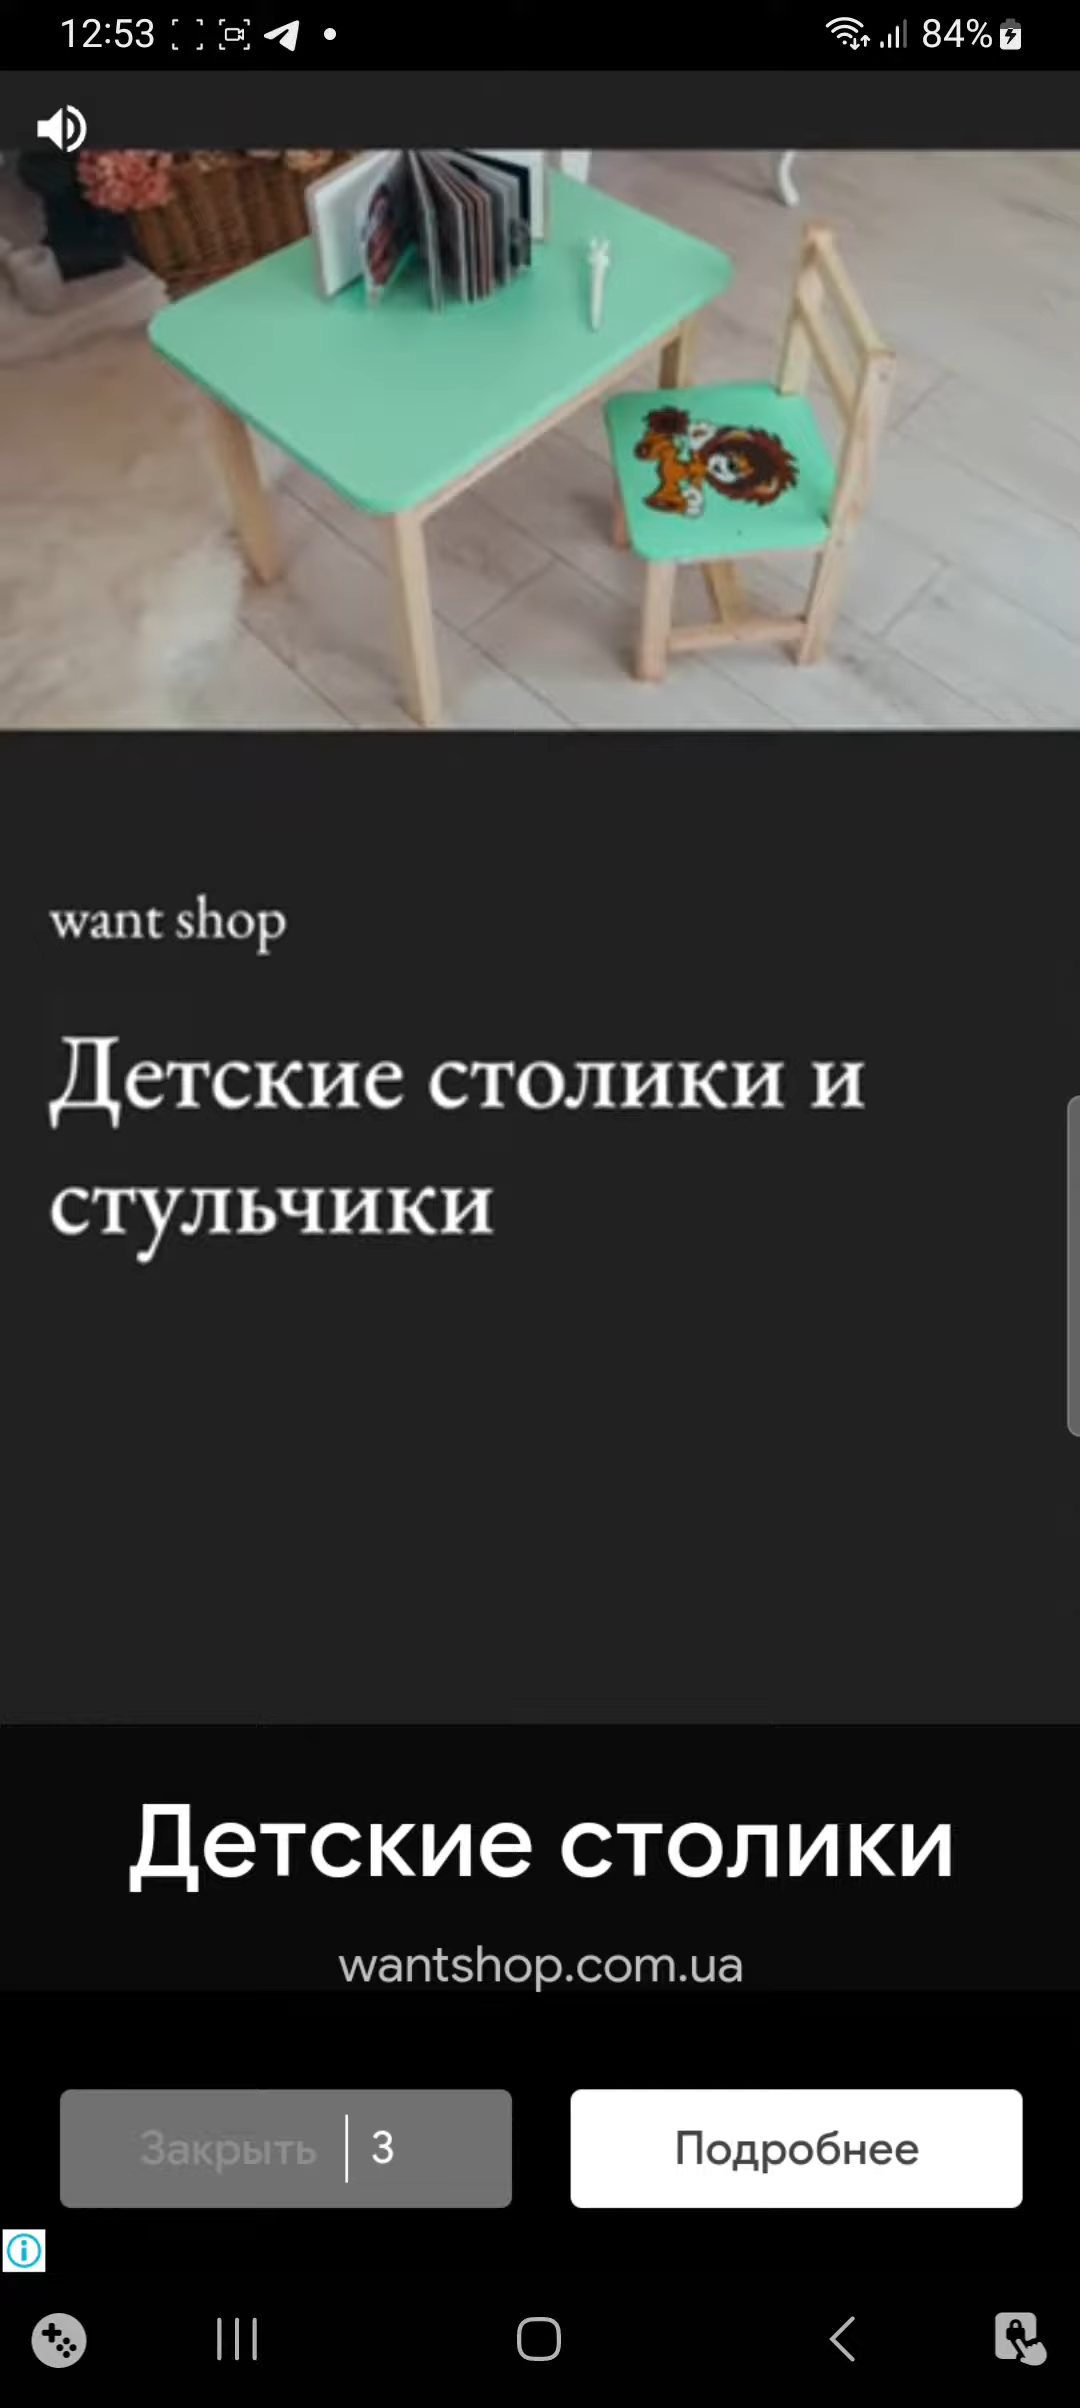 12:53
84%
want shop
Детские столики и
стульчики
Детские столики
wantshop.com.ua
Закрыть | 3
Подробнее